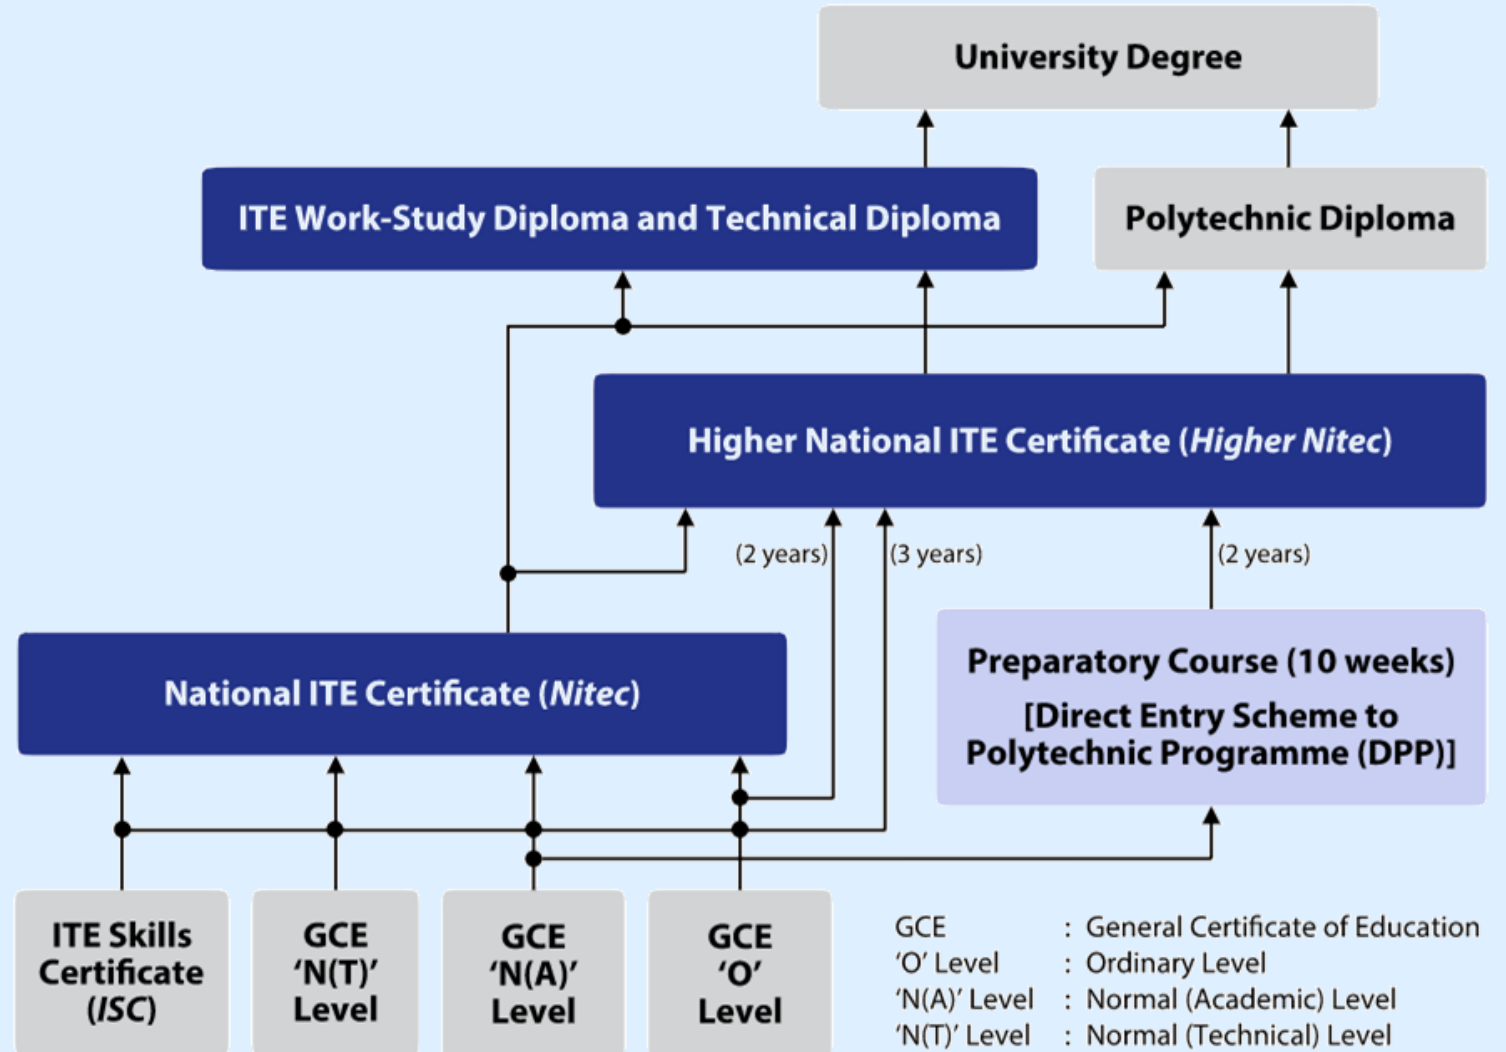 University Degree
ITE Work-Study Diploma and Technical Diploma
Polytechnic Diploma
Higher National ITE Certificate (Higher Nitec)
(2 years)
(3 years)
(2 years)
National ITE Certificate (Nitec)
Preparatory Course (10 weeks)
[Direct Entry Scheme to
Polytechnic Programme (DPP)]
ITE Skills
Certificate
(ISC)
GCE
‘N(T)’
Level
GCE
‘N(A)’
Level
GCE
‘O’
Level
GCE : General Certificate of Education
‘O’ Level : Ordinary Level
‘N(A)’ Level : Normal (Academic) Level
‘N(T)’ Level : Normal (Technical) Level